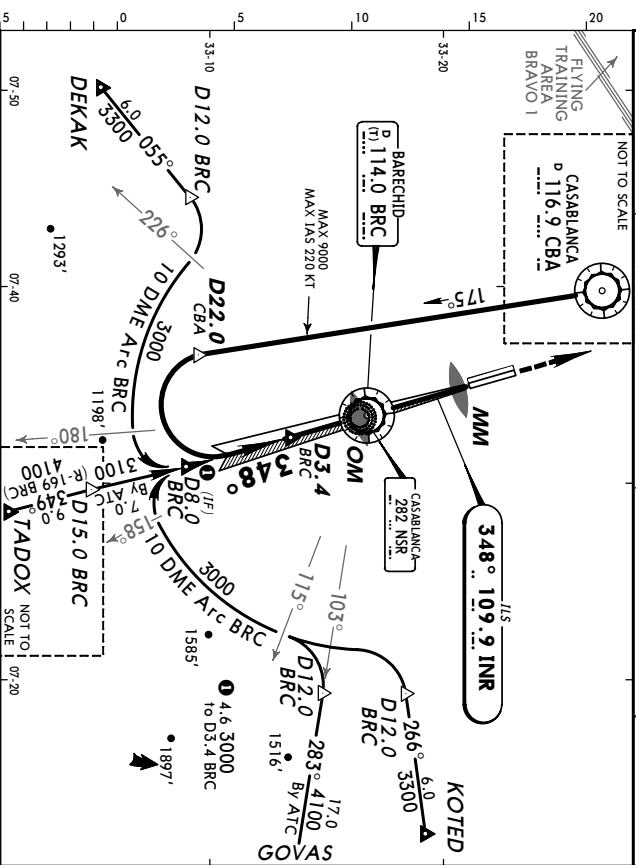 5
0
5
10
15
20
07-50
07-40
07-20
33-10
33-20
FLYING
TRAINING
AREA
BRAVO 1
NOT TO SCALE
CASABLANCA
D 116.9 CBA
BARECHID
D
(T) 114.0 BRC
MAX 9000
MAX IAS 220 KT
175°
DEKAK
6.0
3300
055°
D12.0 BRC
226°
1293'
10 DME Arc BRC
3000
D22.0
CBA
1198'
180°
348°
OM
MM
D3.4
BRC
CASABLANCA
282 NSR
ILS
348° 109.9 INR
1
(IF)
D8.0
BRC
7.0
3100
By ATC
D15.0 BRC
9.0
349°
(R-169 BRC)
4100
TADOX
NOT TO
SCALE
158°
10 DME Arc BRC
3000
115°
103°
1585'
D12.0
BRC
283°
17.0
4100
By ATC
GOVAS
D12.0
BRC
266°
6.0
3300
KOTED
1 4.6 3000
to D3.4 BRC
1516'
1897'